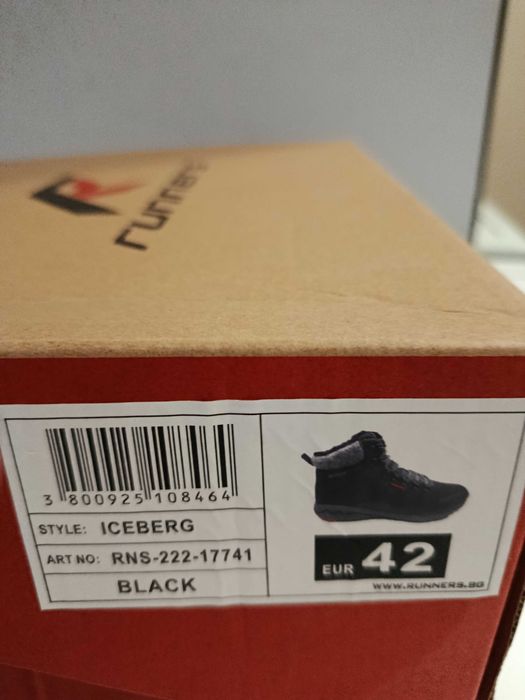 runners
3 800925 108464
STYLE: ICEBERG
ART NO: RNS-222-17741
BLACK
EUR 42
WWW.RUNNERS.BG